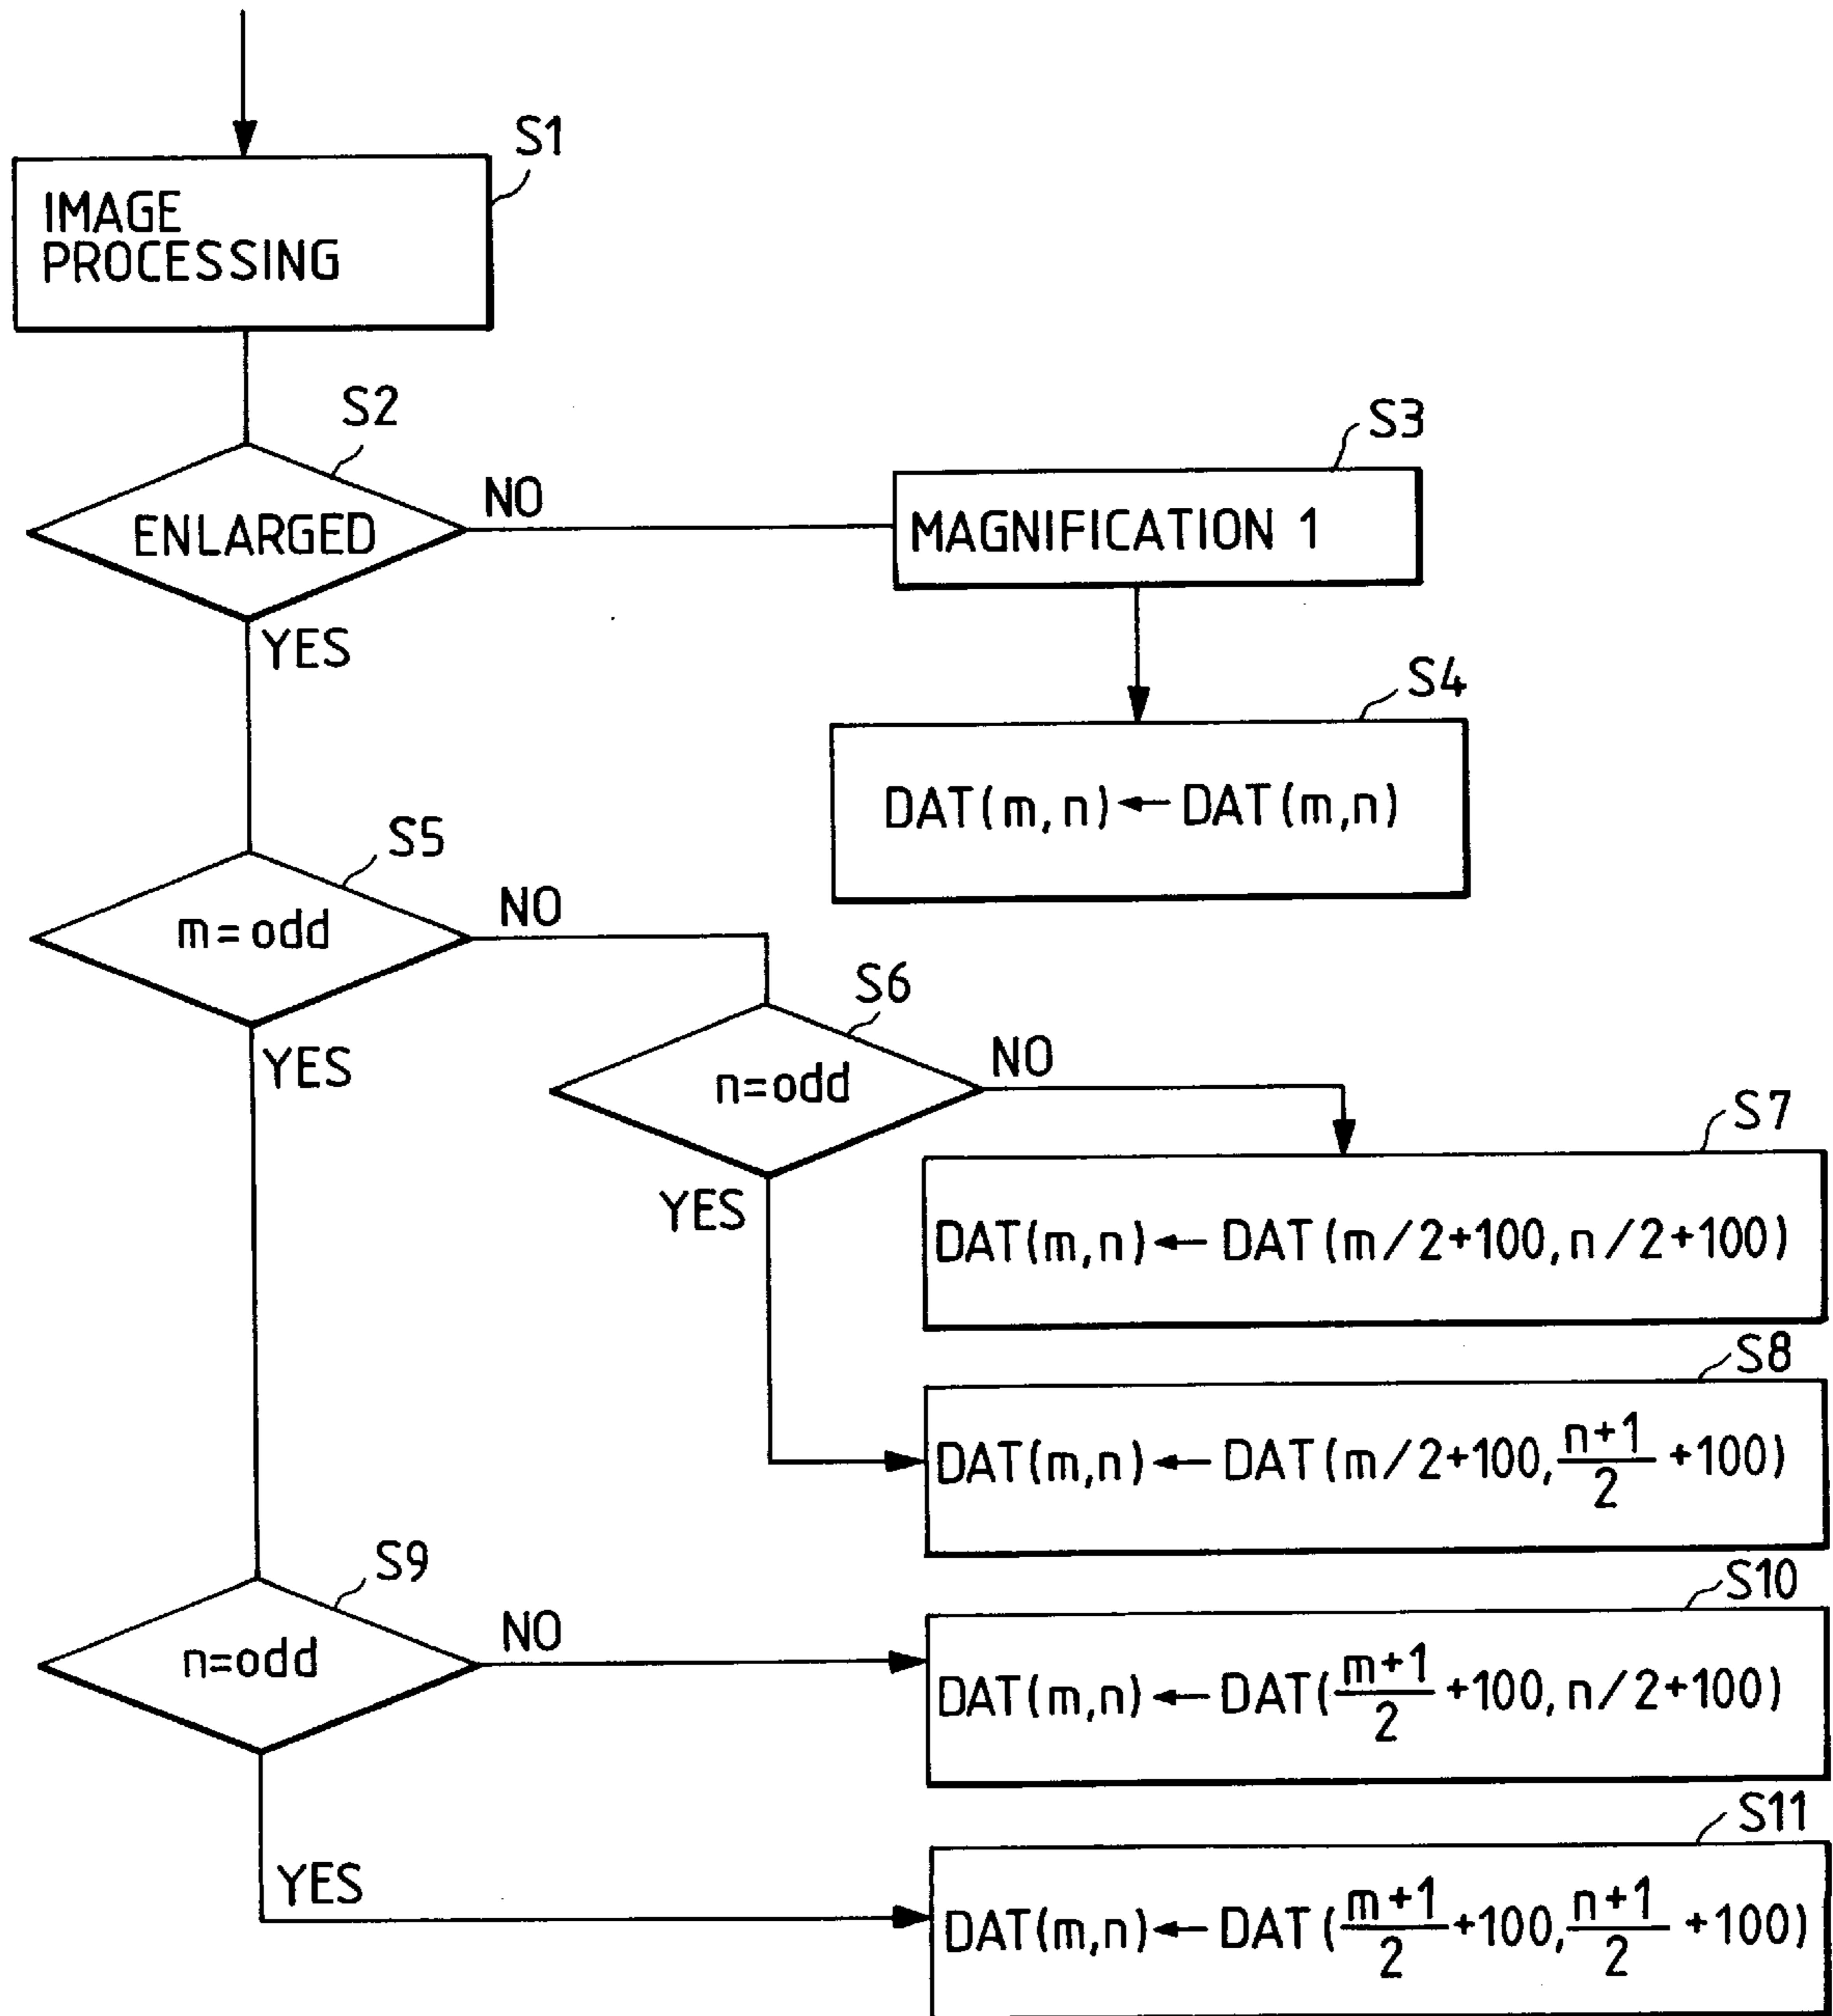 S1
IMAGE
PROCESSING
S2
ENLARGED
NO
S3
MAGNIFICATION 1
YES
S4
DAT(m,n)←DAT(m,n)
S5
m=odd
NO
S6
YES
n=odd
NO
S7
YES
DAT(m,n)←DAT(m/2+100,n/2+100)
S8
DAT(m,n)←DAT(m/2+100,(n+1)/2+100)
S9
n=odd
NO
S10
DAT(m,n)←DAT((m+1)/2+100,n/2+100)
S11
YES
DAT(m,n)←DAT((m+1)/2+100,(n+1)/2+100)